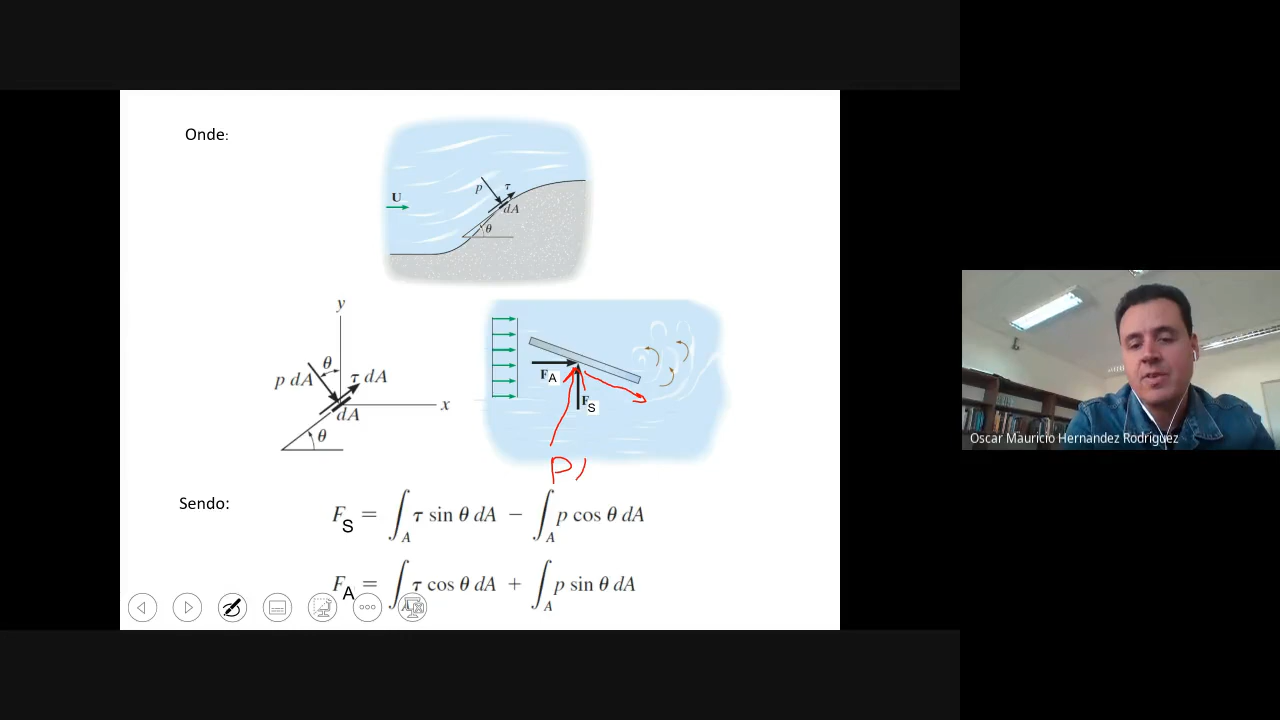 Onde:
p τ
U
dA
θ
y
θ
p dA τ dA
x
dA
θ
F_A
F_S
P
Sendo:
F_S = ∫_A τ sin θ dA − ∫_A p cos θ dA
F_A = ∫_A τ cos θ dA + ∫_A p sin θ dA
Oscar Mauricio Hernandez Rodriguez